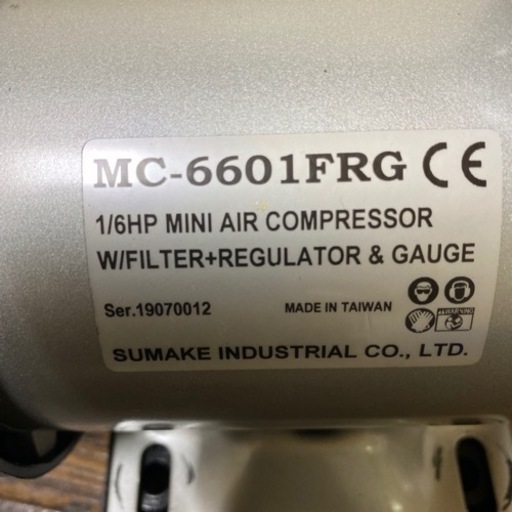 MC-6601FRG CE
1/6HP MINI AIR COMPRESSOR
W/FILTER+REGULATOR & GAUGE
Ser.19070012 MADE IN TAIWAN
WARNING
SUMAKE INDUSTRIAL CO., LTD.